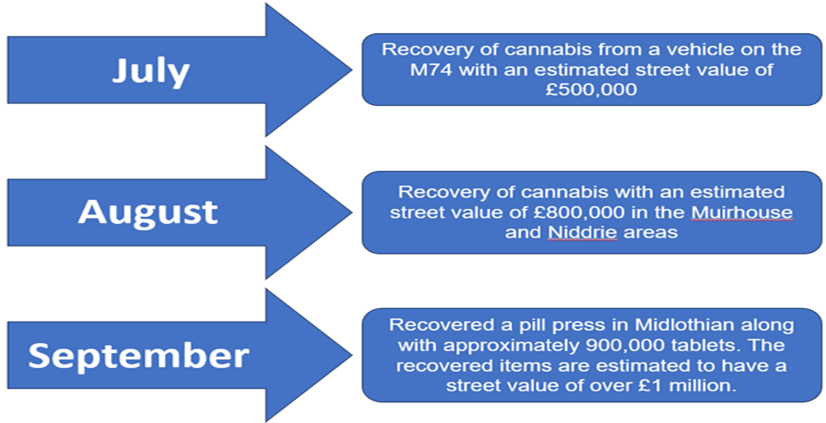 July
Recovery of cannabis from a vehicle on the
M74 with an estimated street value of
£500,000
August
Recovery of cannabis with an estimated
street value of £800,000 in the Muirhouse
and Niddrie areas
September
Recovered a pill press in Midlothian along
with approximately 900,000 tablets. The
recovered items are estimated to have a
street value of over £1 million.